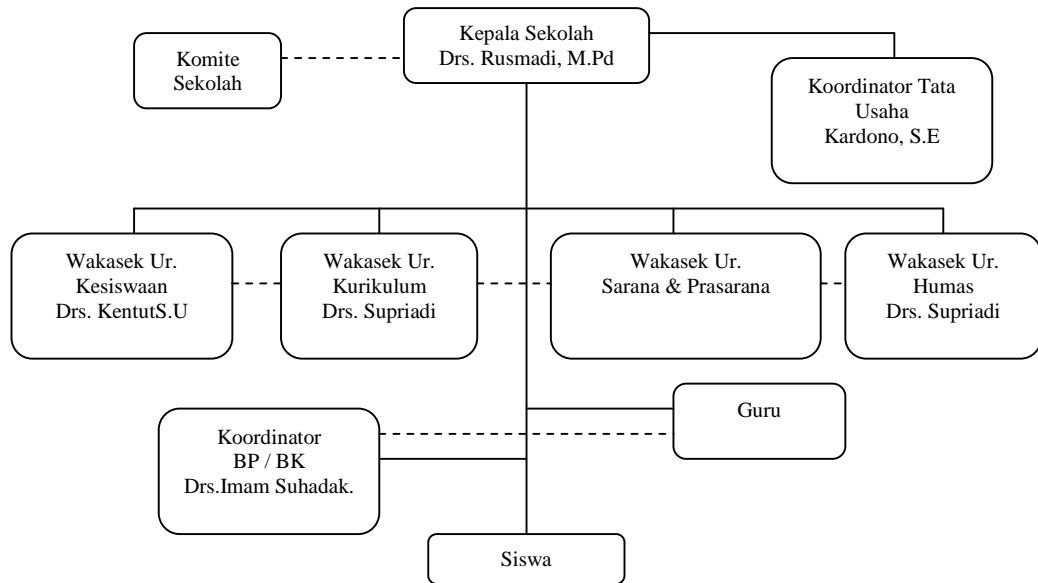 Kepala Sekolah
Drs. Rusmadi, M.Pd
Komite
Sekolah
Koordinator Tata
Usaha
Kardono, S.E
Wakasek Ur.
Kesiswaan
Drs. KentutS.U
Wakasek Ur.
Kurikulum
Drs. Supriadi
Wakasek Ur.
Sarana & Prasarana
Wakasek Ur.
Humas
Drs. Supriadi
Guru
Koordinator
BP / BK
Drs.Imam Suhadak.
Siswa